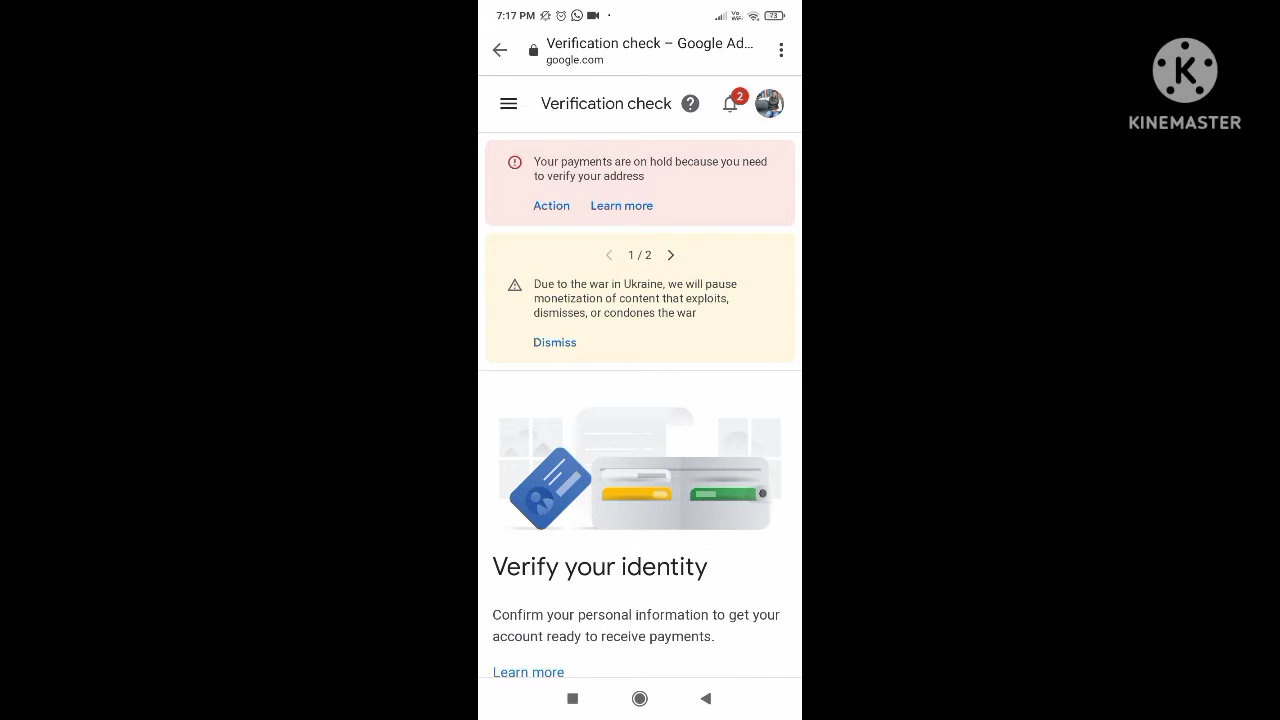 7:17 PM
Vo
WiFi
73
Verification check – Google Ad...
google.com
Verification check
2
Your payments are on hold because you need
to verify your address
Action Learn more
1 / 2
Due to the war in Ukraine, we will pause
monetization of content that exploits,
dismisses, or condones the war
Dismiss
Verify your identity
Confirm your personal information to get your
account ready to receive payments.
Learn more
K
KINEMASTER